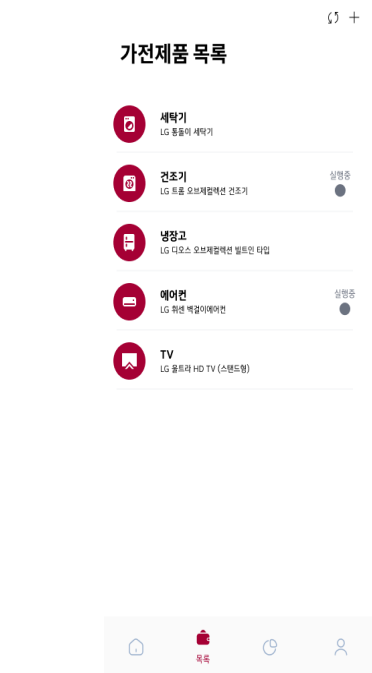 가전제품 목록
세탁기
LG 통돌이 세탁기
건조기
LG 트롬 오브제컬렉션 건조기
실행중
냉장고
LG 디오스 오브제컬렉션 빌트인 타입
에어컨
LG 휘센 벽걸이에어컨
실행중
TV
LG 울트라 HD TV (스탠드형)
목록